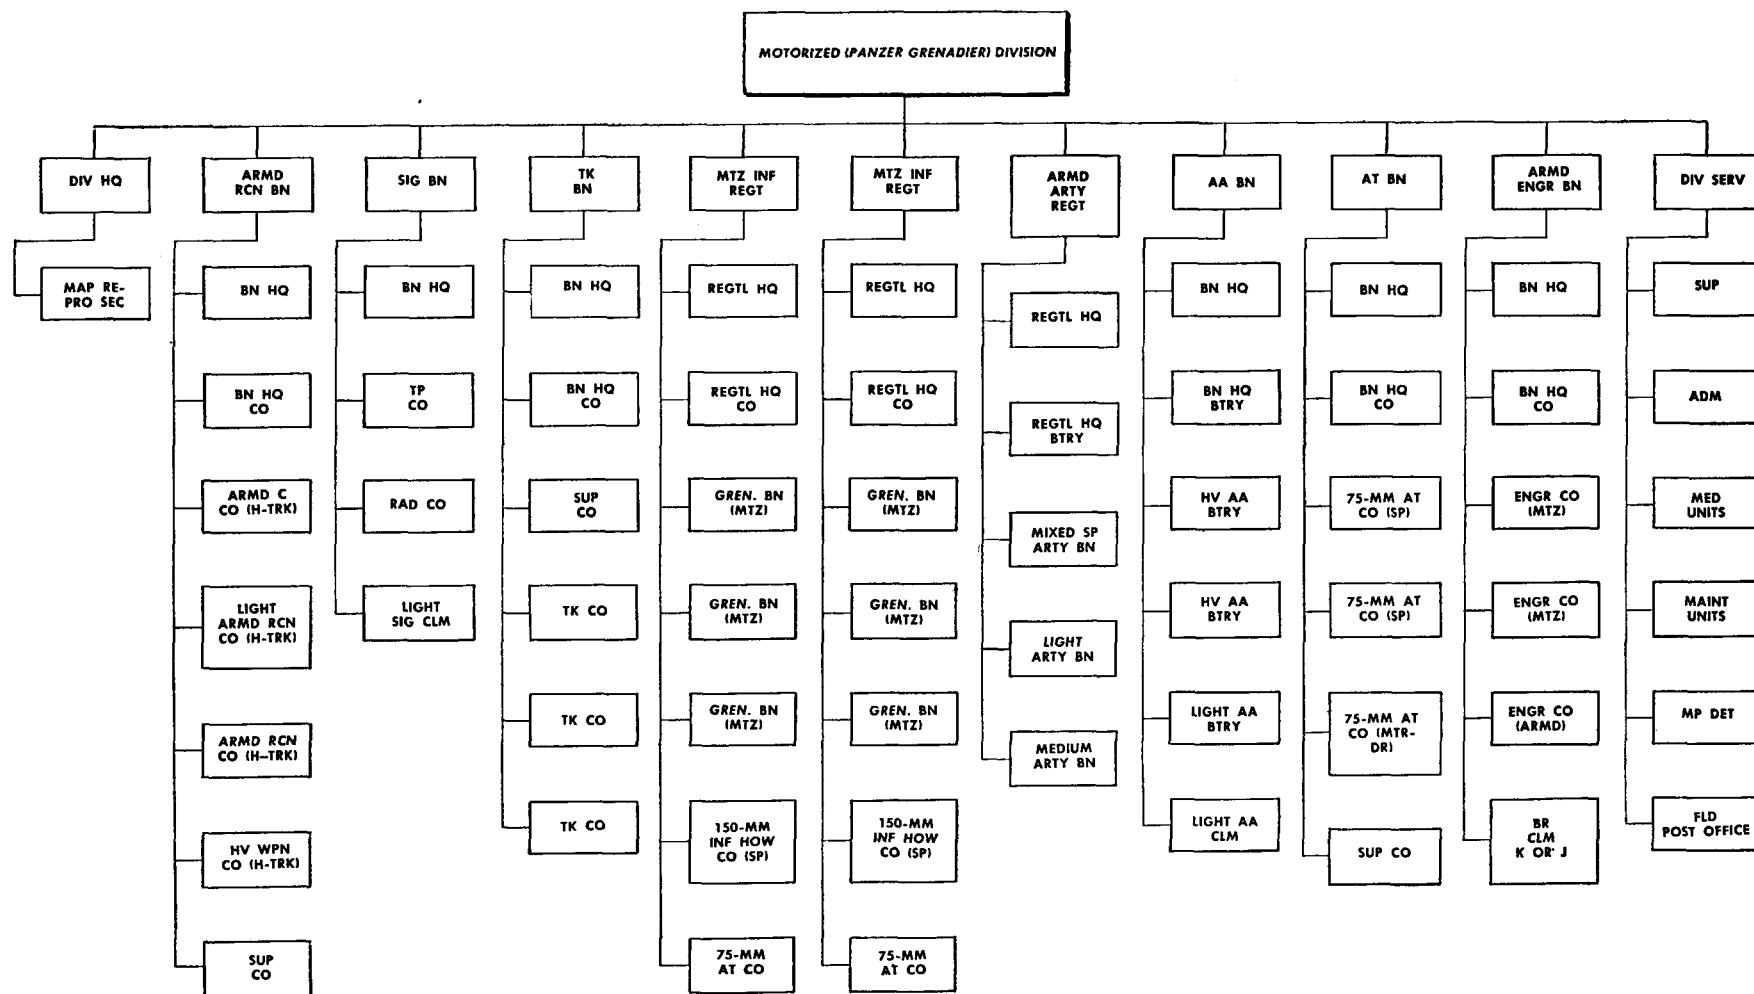 MOTORIZED (PANZER GRENADIER) DIVISION
DIV HQ
MAP RE-
PRO SEC
ARMD
RCN BN
BN HQ
BN HQ
CO
ARMD C
CO (H-TRK)
LIGHT
ARMD RCN
CO (H-TRK)
ARMD RCN
CO (H-TRK)
HV WPN
CO (H-TRK)
SUP
CO
SIG BN
BN HQ
TP
CO
RAD CO
LIGHT
SIG CLM
TK
BN
BN HQ
BN HQ
CO
SUP
CO
TK CO
TK CO
TK CO
MTZ INF
REGT
REGTL HQ
REGTL HQ
CO
GREN. BN
(MTZ)
GREN. BN
(MTZ)
GREN. BN
(MTZ)
150-MM
INF HOW
CO (SP)
75-MM
AT CO
MTZ INF
REGT
REGTL HQ
REGTL HQ
CO
GREN. BN
(MTZ)
GREN. BN
(MTZ)
GREN. BN
(MTZ)
150-MM
INF HOW
CO (SP)
75-MM
AT CO
ARMD
ARTY
REGT
REGTL HQ
REGTL HQ
BTRY
MIXED SP
ARTY BN
LIGHT
ARTY BN
MEDIUM
ARTY BN
AA BN
BN HQ
BN HQ
BTRY
HV AA
BTRY
HV AA
BTRY
LIGHT AA
BTRY
LIGHT AA
CLM
AT BN
BN HQ
BN HQ
CO
75-MM AT
CO (SP)
75-MM AT
CO (SP)
75-MM AT
CO (MTR-
DR)
SUP CO
ARMD
ENGR BN
BN HQ
BN HQ
CO
ENGR CO
(MTZ)
ENGR CO
(MTZ)
ENGR CO
(ARMD)
BR
CLM
K OR J
DIV SERV
SUP
ADM
MED
UNITS
MAINT
UNITS
MP DET
FLD
POST OFFICE